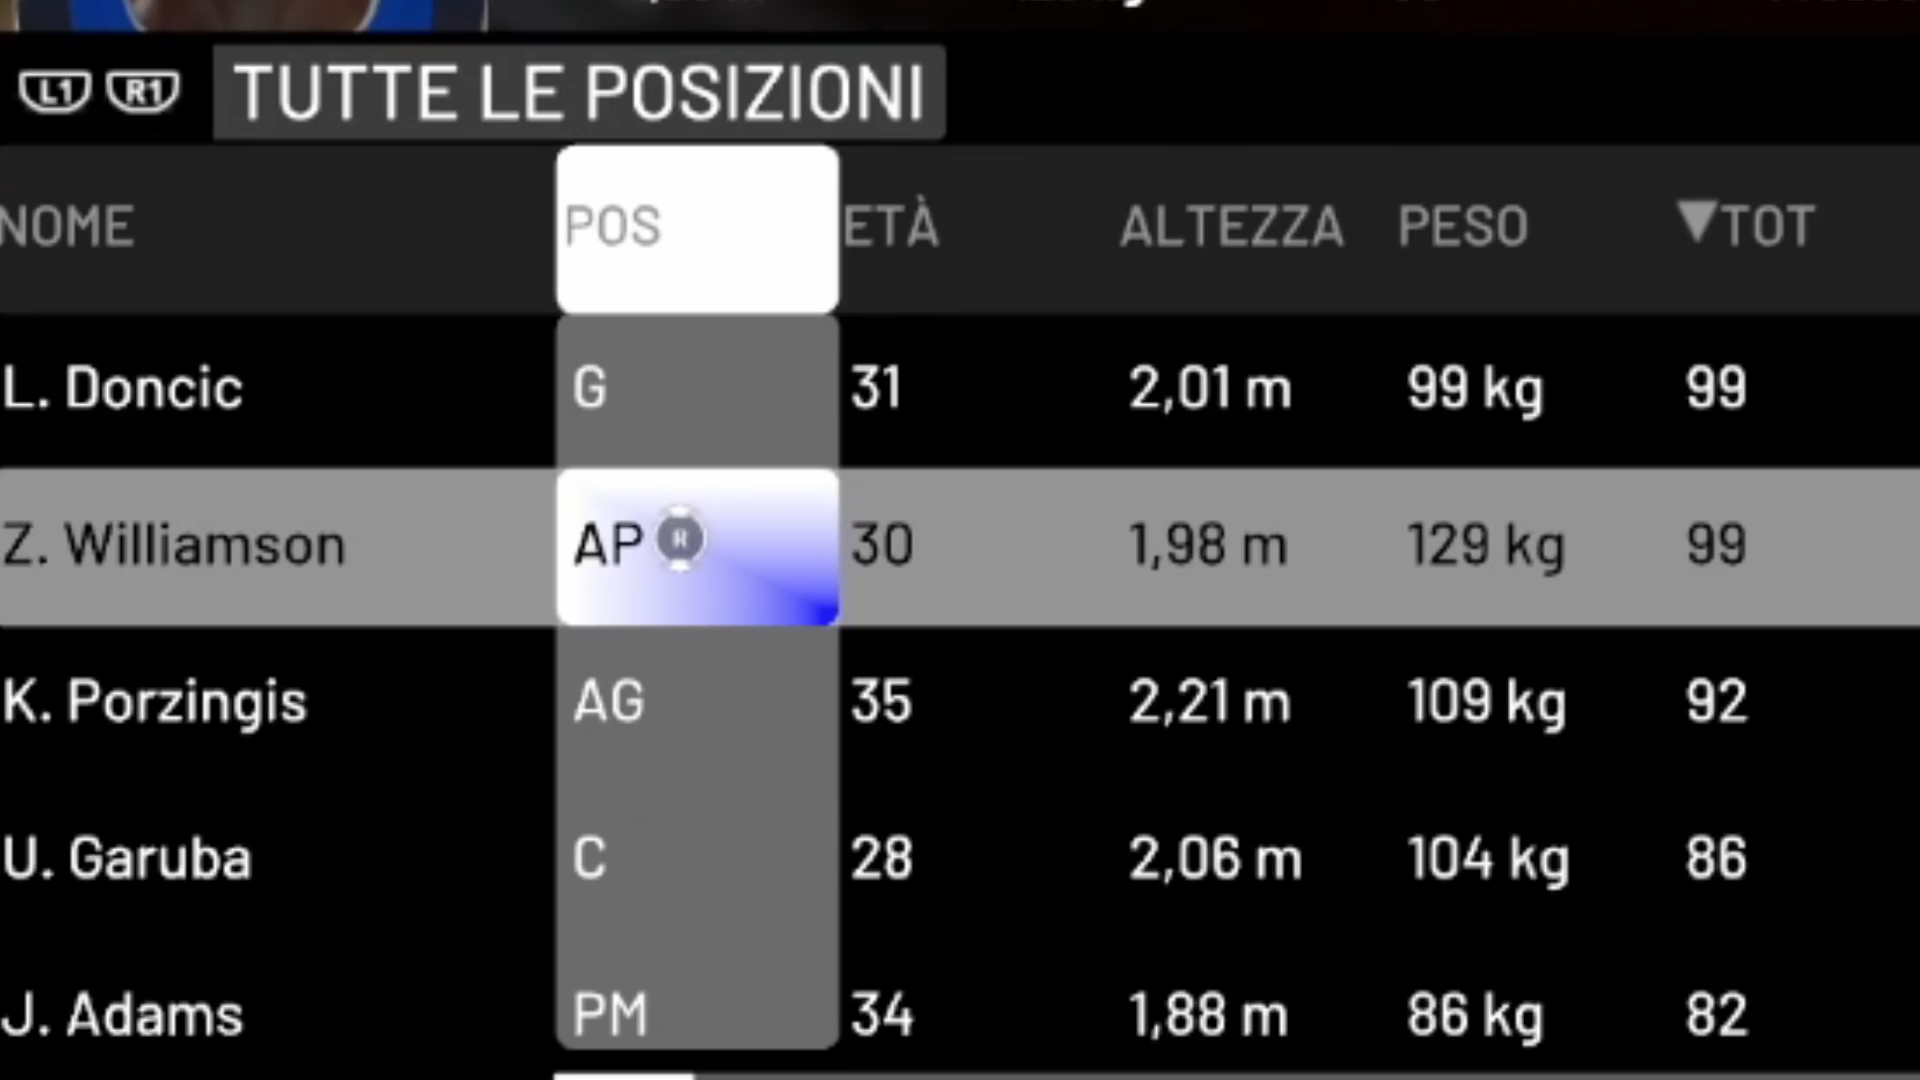 L1 R1 TUTTE LE POSIZIONI
NOME POS ETÀ ALTEZZA PESO ▼TOT
L. Doncic G 31 2,01 m 99 kg 99
Z. Williamson AP R 30 1,98 m 129 kg 99
K. Porzingis AG 35 2,21 m 109 kg 92
U. Garuba C 28 2,06 m 104 kg 86
J. Adams PM 34 1,88 m 86 kg 82